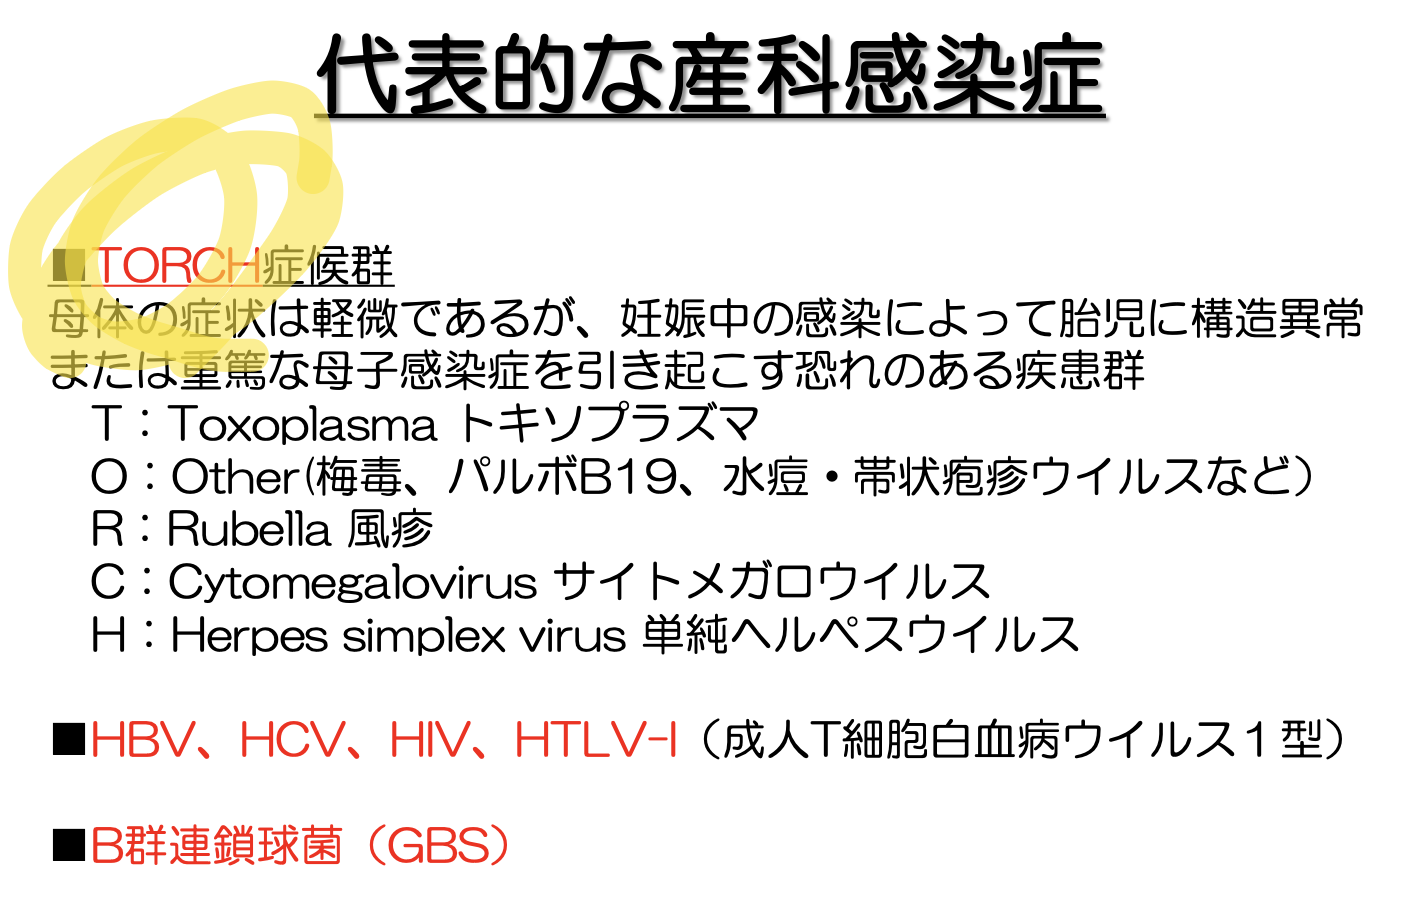 代表的な産科感染症
■TORCH症候群
母体の症状は軽微であるが、妊娠中の感染によって胎児に構造異常
または重篤な母子感染症を引き起こす恐れのある疾患群
T：Toxoplasma トキソプラズマ
O：Other(梅毒、パルボB19、水痘・帯状疱疹ウイルスなど）
R：Rubella 風疹
C：Cytomegalovirus サイトメガロウイルス
H：Herpes simplex virus 単純ヘルペスウイルス
■HBV、HCV、HIV、HTLV-I（成人T細胞白血病ウイルス１型）
■B群連鎖球菌（GBS）